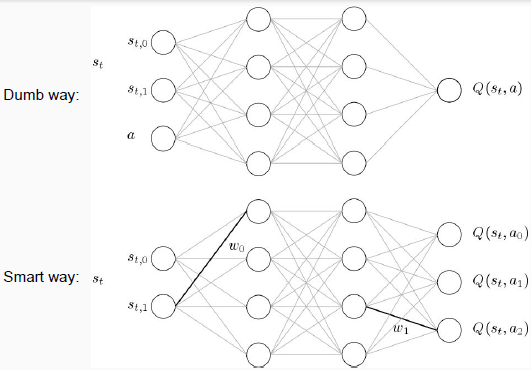 s_{t,0}
s_t
Dumb way:
s_{t,1}
Q(s_t, a)
a
w_0
Q(s_t, a_0)
s_{t,0}
Smart way:
s_t
Q(s_t, a_1)
s_{t,1}
w_1
Q(s_t, a_2)